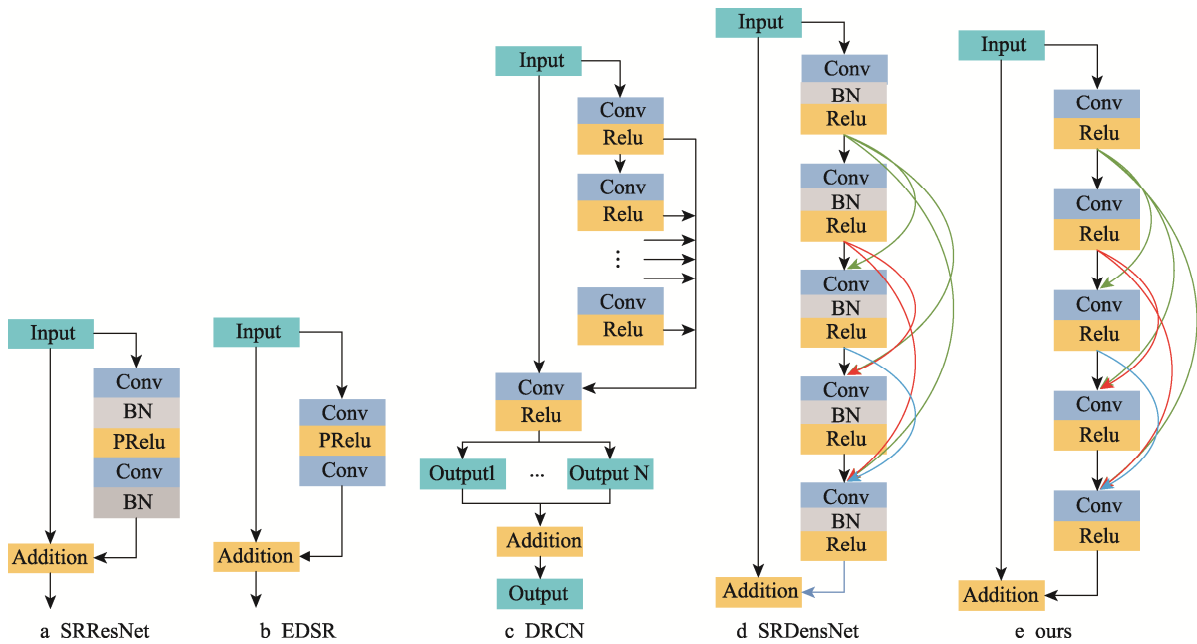 Input
Conv
BN
PRelu
Conv
BN
Addition
a SRResNet
Input
Conv
PRelu
Conv
Addition
b EDSR
Input
Conv
Relu
Conv
Relu
⋮
Conv
Relu
Conv
Relu
Output1 ... Output N
Addition
Output
c DRCN
Input
Conv
BN
Relu
Conv
BN
Relu
Conv
BN
Relu
Conv
BN
Relu
Conv
BN
Relu
Addition
d SRDensNet
Input
Conv
Relu
Conv
Relu
Conv
Relu
Conv
Relu
Conv
Relu
Addition
e ours